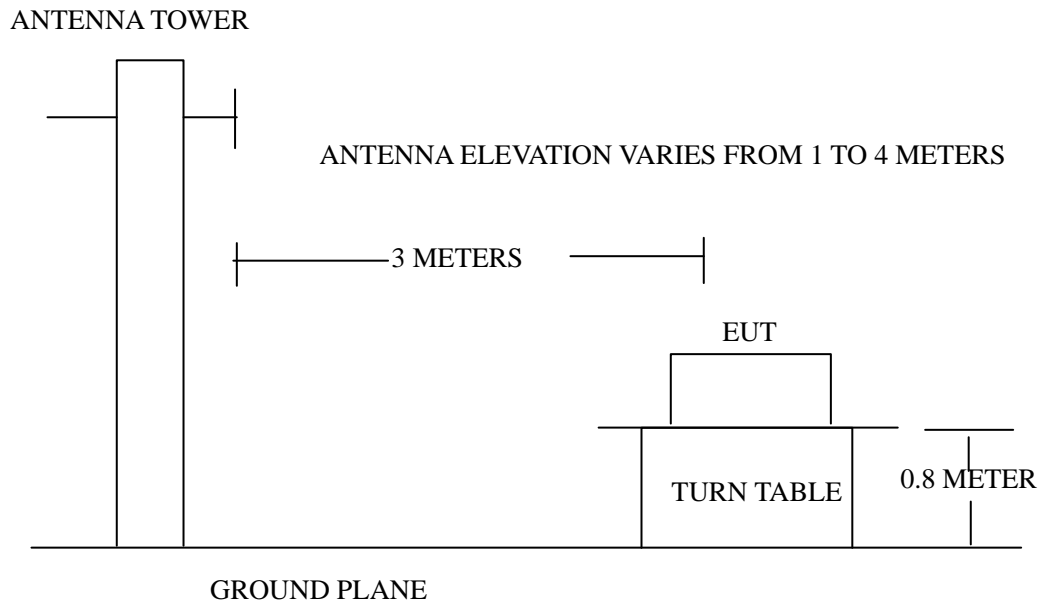 ANTENNA TOWER
ANTENNA ELEVATION VARIES FROM 1 TO 4 METERS
3 METERS
EUT
TURN TABLE
0.8 METER
GROUND PLANE